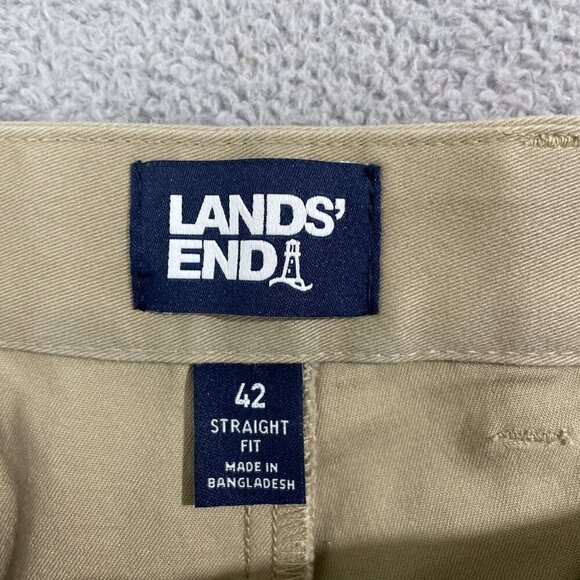 LANDS'
END
42
STRAIGHT
FIT
MADE IN
BANGLADESH